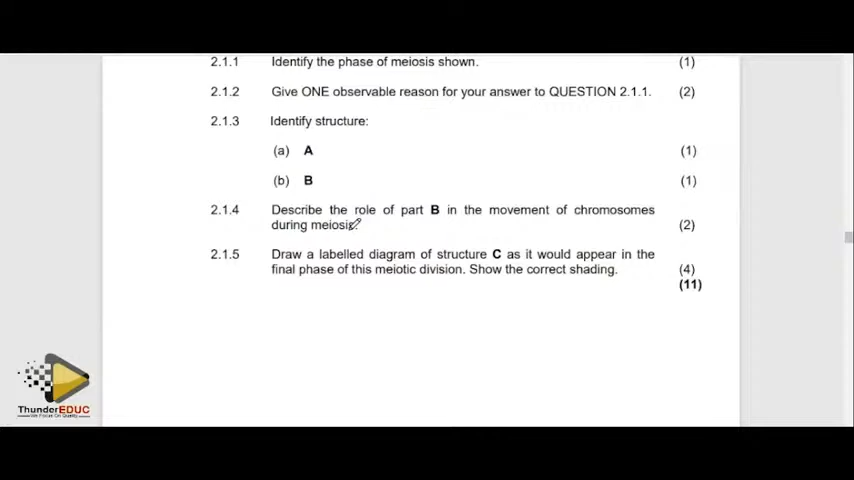 2.1.1 Identify the phase of meiosis shown. (1)
2.1.2 Give ONE observable reason for your answer to QUESTION 2.1.1. (2)
2.1.3 Identify structure:
(a) A (1)
(b) B (1)
2.1.4 Describe the role of part B in the movement of chromosomes
during meiosis. (2)
2.1.5 Draw a labelled diagram of structure C as it would appear in the
final phase of this meiotic division. Show the correct shading. (4)
(11)
ThunderEDUC
We Focus On Quality